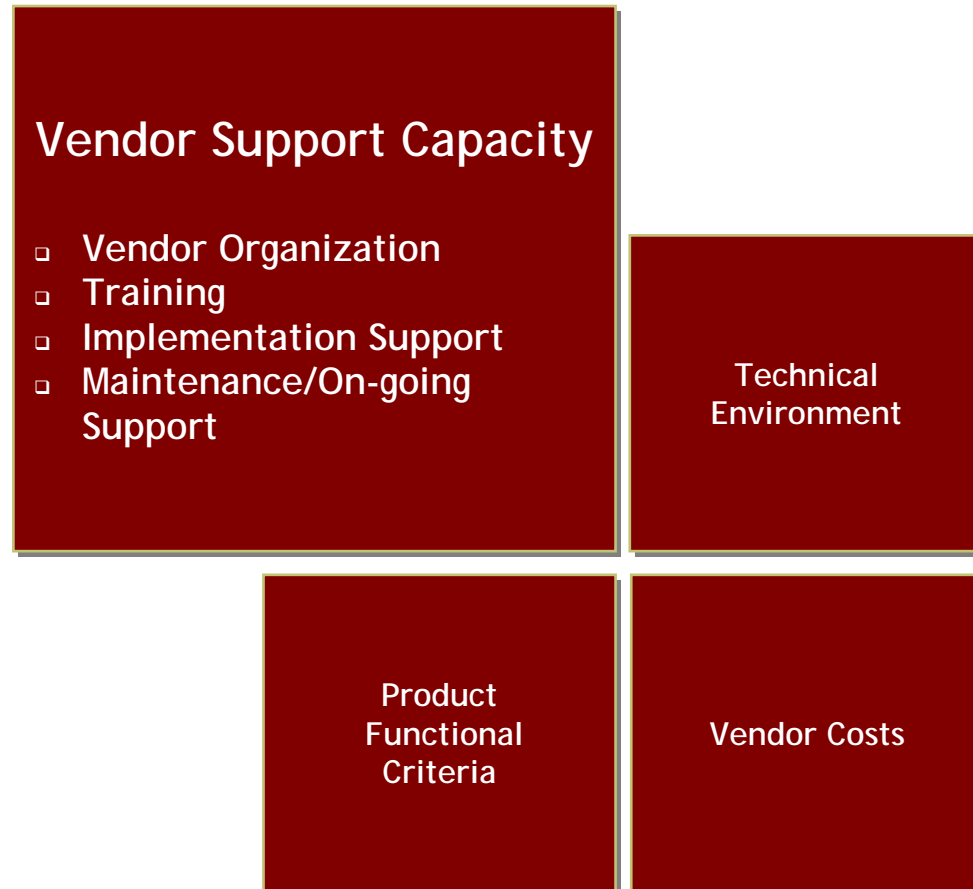 Vendor Support Capacity
Vendor Organization
Training
Implementation Support
Maintenance/On-going
Support
Technical
Environment
Product
Functional
Criteria
Vendor Costs